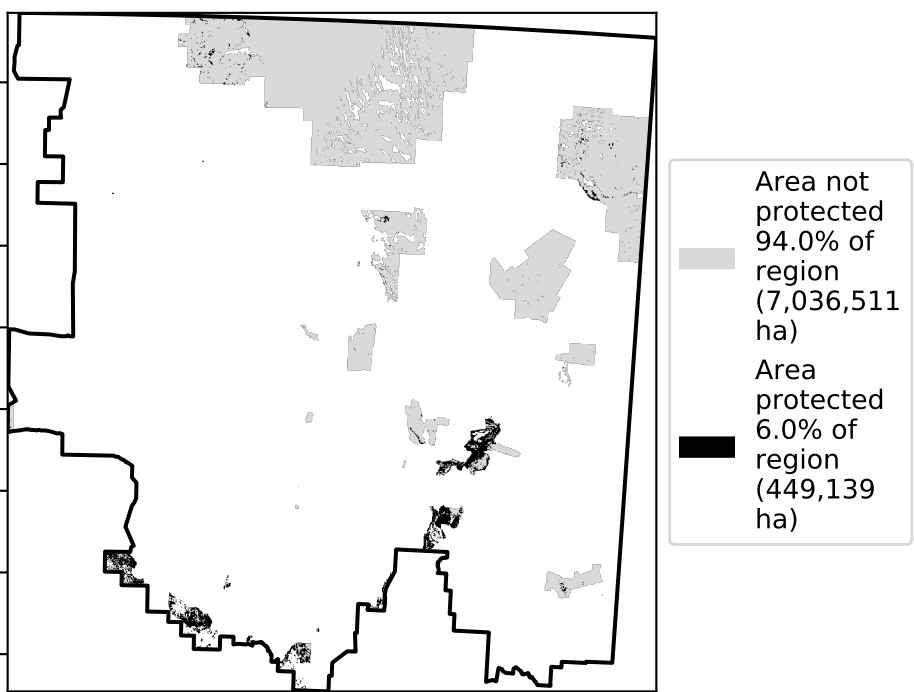 Area not
protected
94.0% of
region
(7,036,511
ha)
Area
protected
6.0% of
region
(449,139
ha)